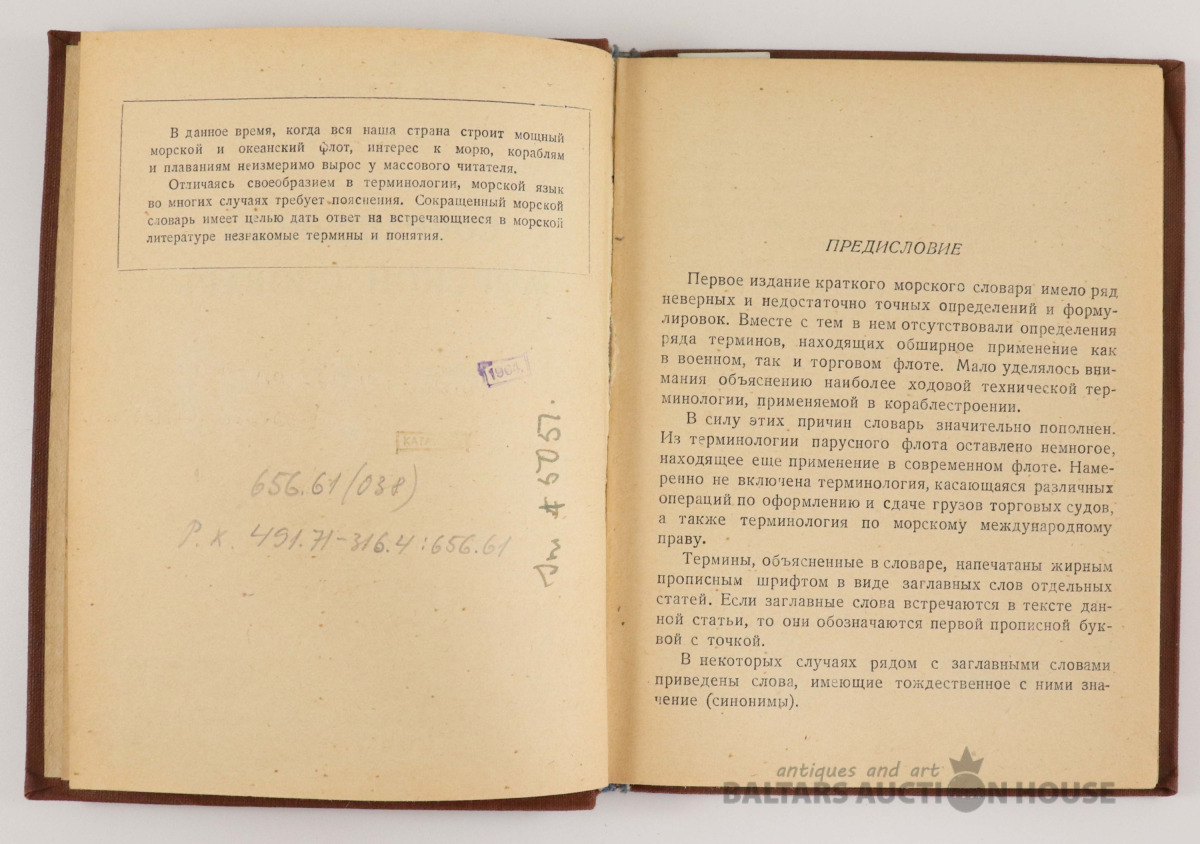 В данное время, когда вся наша страна строит мощный
морской и океанский флот, интерес к морю, кораблям
и плаваниям неизмеримо вырос у массового читателя.
Отличаясь своеобразием в терминологии, морской язык
во многих случаях требует пояснения. Сокращенный морской
словарь имеет целью дать ответ на встречающиеся в морской
литературе незнакомые термины и понятия.
656.61 (038)
Р. х. 491.71-316.4 : 656.61
5051.
ПРЕДИСЛОВИЕ
Первое издание краткого морского словаря имело ряд
неверных и недостаточно точных определений и форму-
лировок. Вместе с тем в нем отсутствовали определения
ряда терминов, находящих обширное применение как
в военном, так и торговом флоте. Мало уделялось вни-
мания объяснению наиболее ходовой технической тер-
минологии, применяемой в кораблестроении.
В силу этих причин словарь значительно пополнен.
Из терминологии парусного флота оставлено немногое,
находящее еще применение в современном флоте. Наме-
ренно не включена терминология, касающаяся различных
операций по оформлению и сдаче грузов торговых судов,
а также терминология по морскому международному
праву.
Термины, объясненные в словаре, напечатаны жирным
прописным шрифтом в виде заглавных слов отдельных
статей. Если заглавные слова встречаются в тексте дан-
ной статьи, то они обозначаются первой прописной бук-
вой с точкой.
В некоторых случаях рядом с заглавными словами
приведены слова, имеющие тождественное с ними зна-
чение (синонимы).
antiques and art
BALTARS AUCTION HOUSE